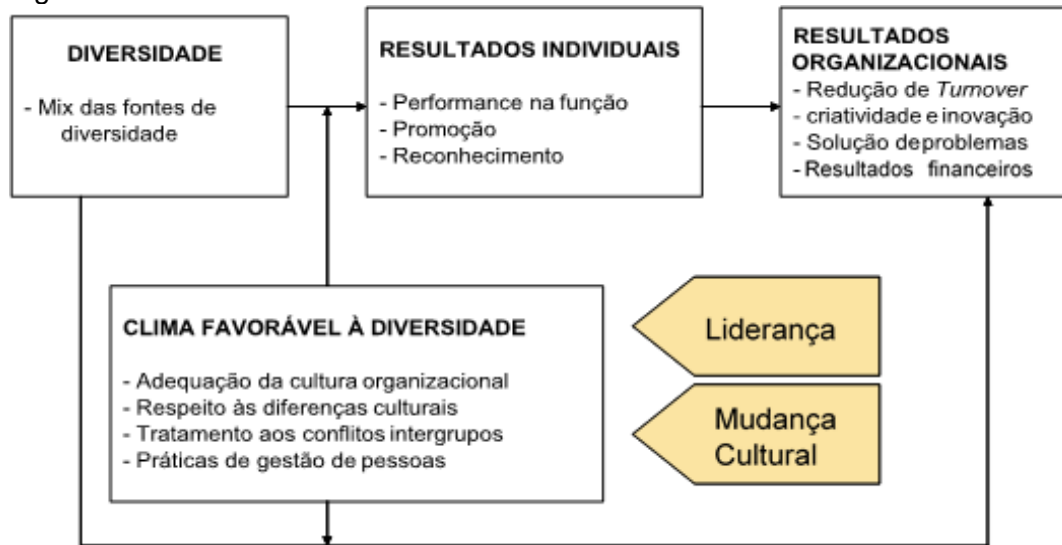 DIVERSIDADE
- Mix das fontes de
diversidade
RESULTADOS INDIVIDUAIS
- Performance na função
- Promoção
- Reconhecimento
RESULTADOS
ORGANIZACIONAIS
- Redução de Turnover
- criatividade e inovação
- Solução de problemas
- Resultados financeiros
CLIMA FAVORÁVEL À DIVERSIDADE
- Adequação da cultura organizacional
- Respeito às diferenças culturais
- Tratamento aos conflitos intergrupos
- Práticas de gestão de pessoas
Liderança
Mudança
Cultural